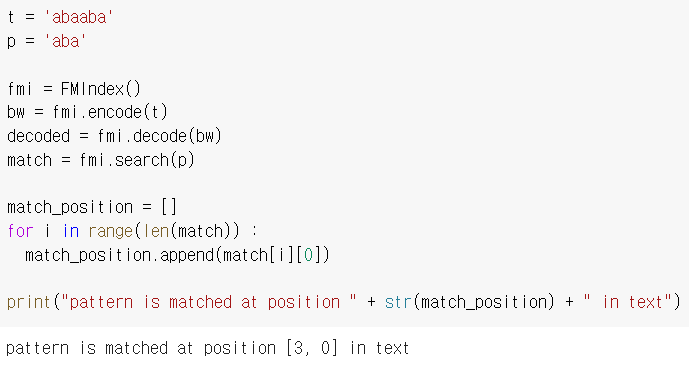 t = 'abaaba'
p = 'aba'
fmi = FMIndex()
bw = fmi.encode(t)
decoded = fmi.decode(bw)
match = fmi.search(p)
match_position = []
for i in range(len(match)) :
  match_position.append(match[i][0])
print("pattern is matched at position " + str(match_position) + " in text")
pattern is matched at position [3, 0] in text